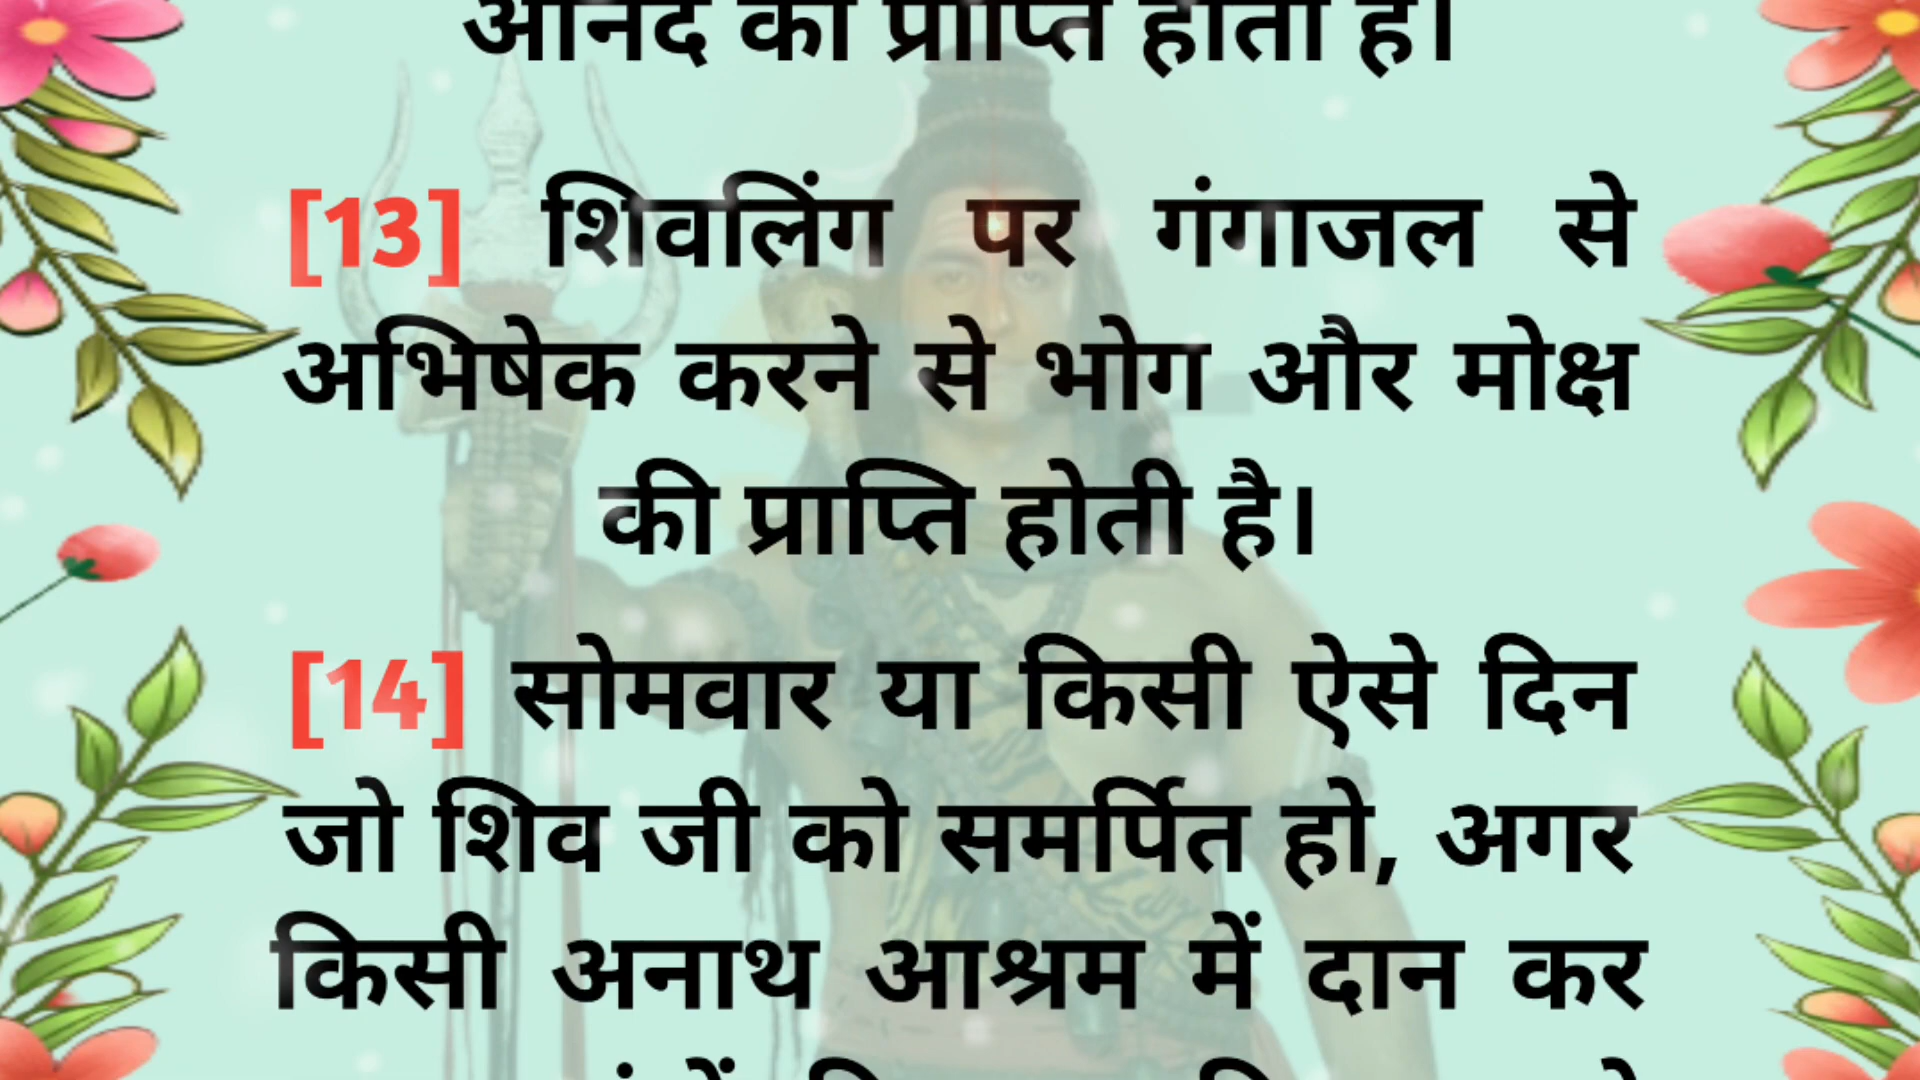 आनंद की प्राप्ति होती है।
[13] शिवलिंग पर गंगाजल से
अभिषेक करने से भोग और मोक्ष
की प्राप्ति होती है।
[14] सोमवार या किसी ऐसे दिन
जो शिव जी को समर्पित हो, अगर
किसी अनाथ आश्रम में दान कर